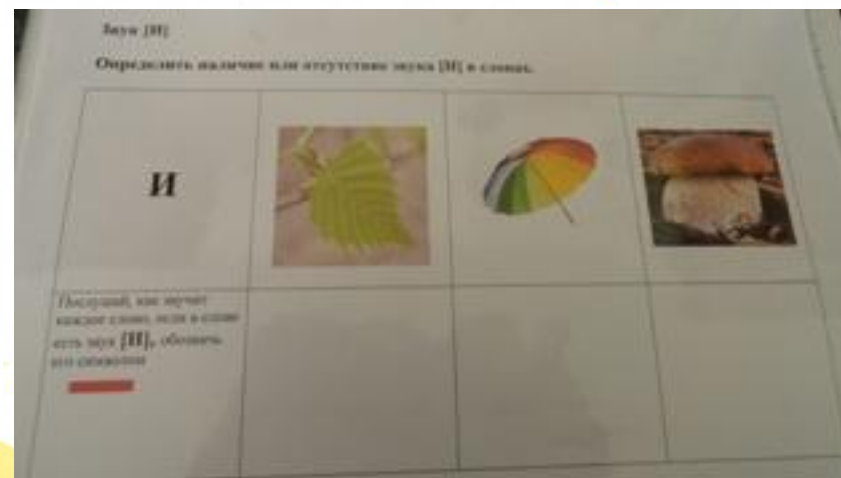 Звук [И]
Определить наличие или отсутствие звука [И] в словах.
И
Послушай, как звучит
каждое слово, если в слове
есть звук [И], обозначь
его символом